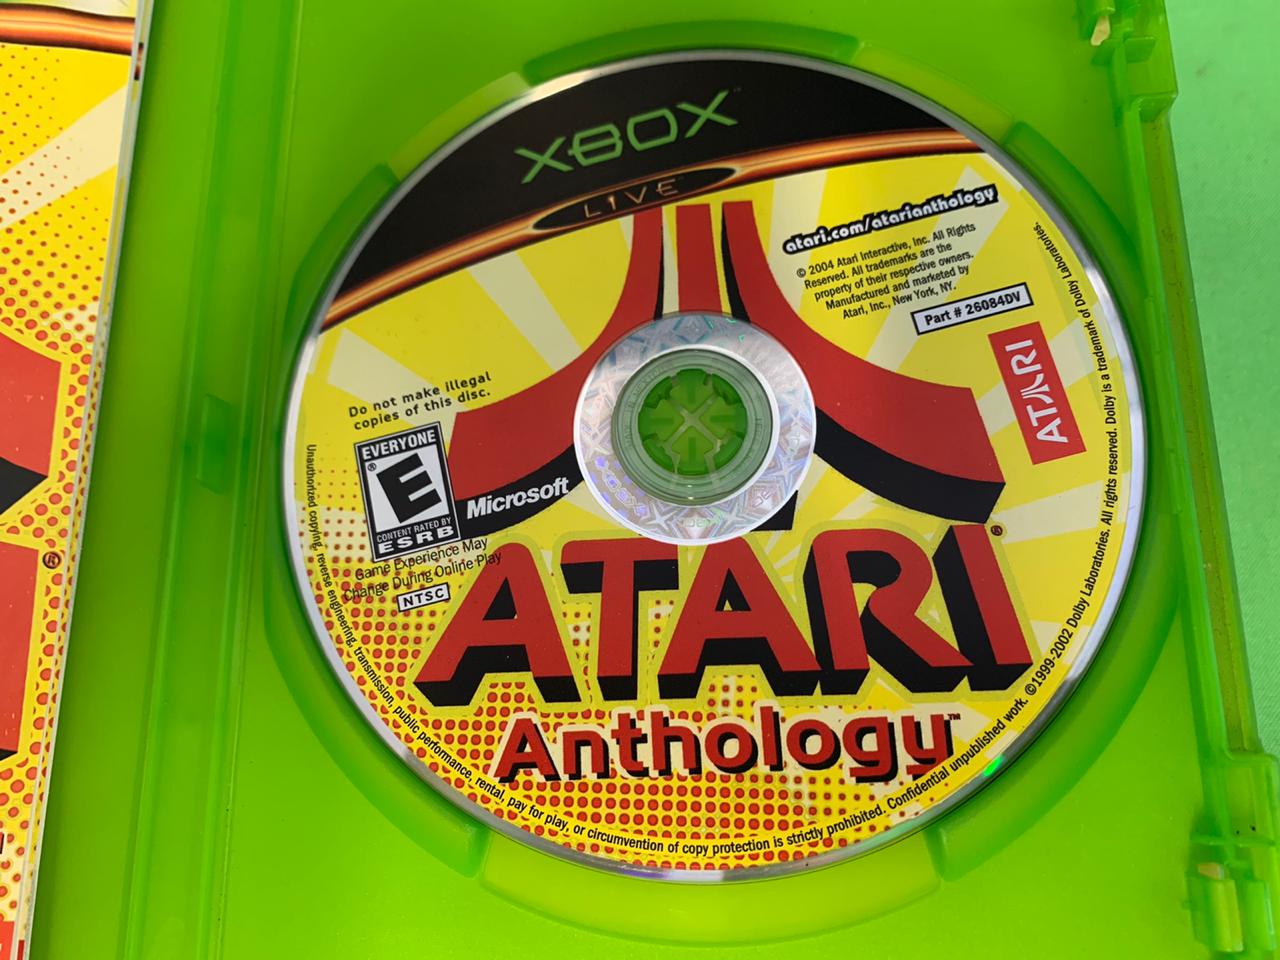 XBOX™
LIVE
atari.com/atarianthology
© 2004 Atari Interactive, Inc. All Rights
Reserved. All trademarks are the
property of their respective owners.
Manufactured and marketed by
Atari, Inc., New York, NY.
Part # 26084DV
ATARI
Do not make illegal
copies of this disc.
EVERYONE
E®
CONTENT RATED BY
ESRB
Microsoft
Game Experience May
Change During Online Play
NTSC
ATARI®
Anthology™
Unauthorized copying, reverse engineering, transmission, public performance, rental, pay for play, or circumvention of copy protection is strictly prohibited. Confidential unpublished work. ©1999-2002 Dolby Laboratories. All rights reserved. Dolby is a trademark of Dolby Laboratories.
®